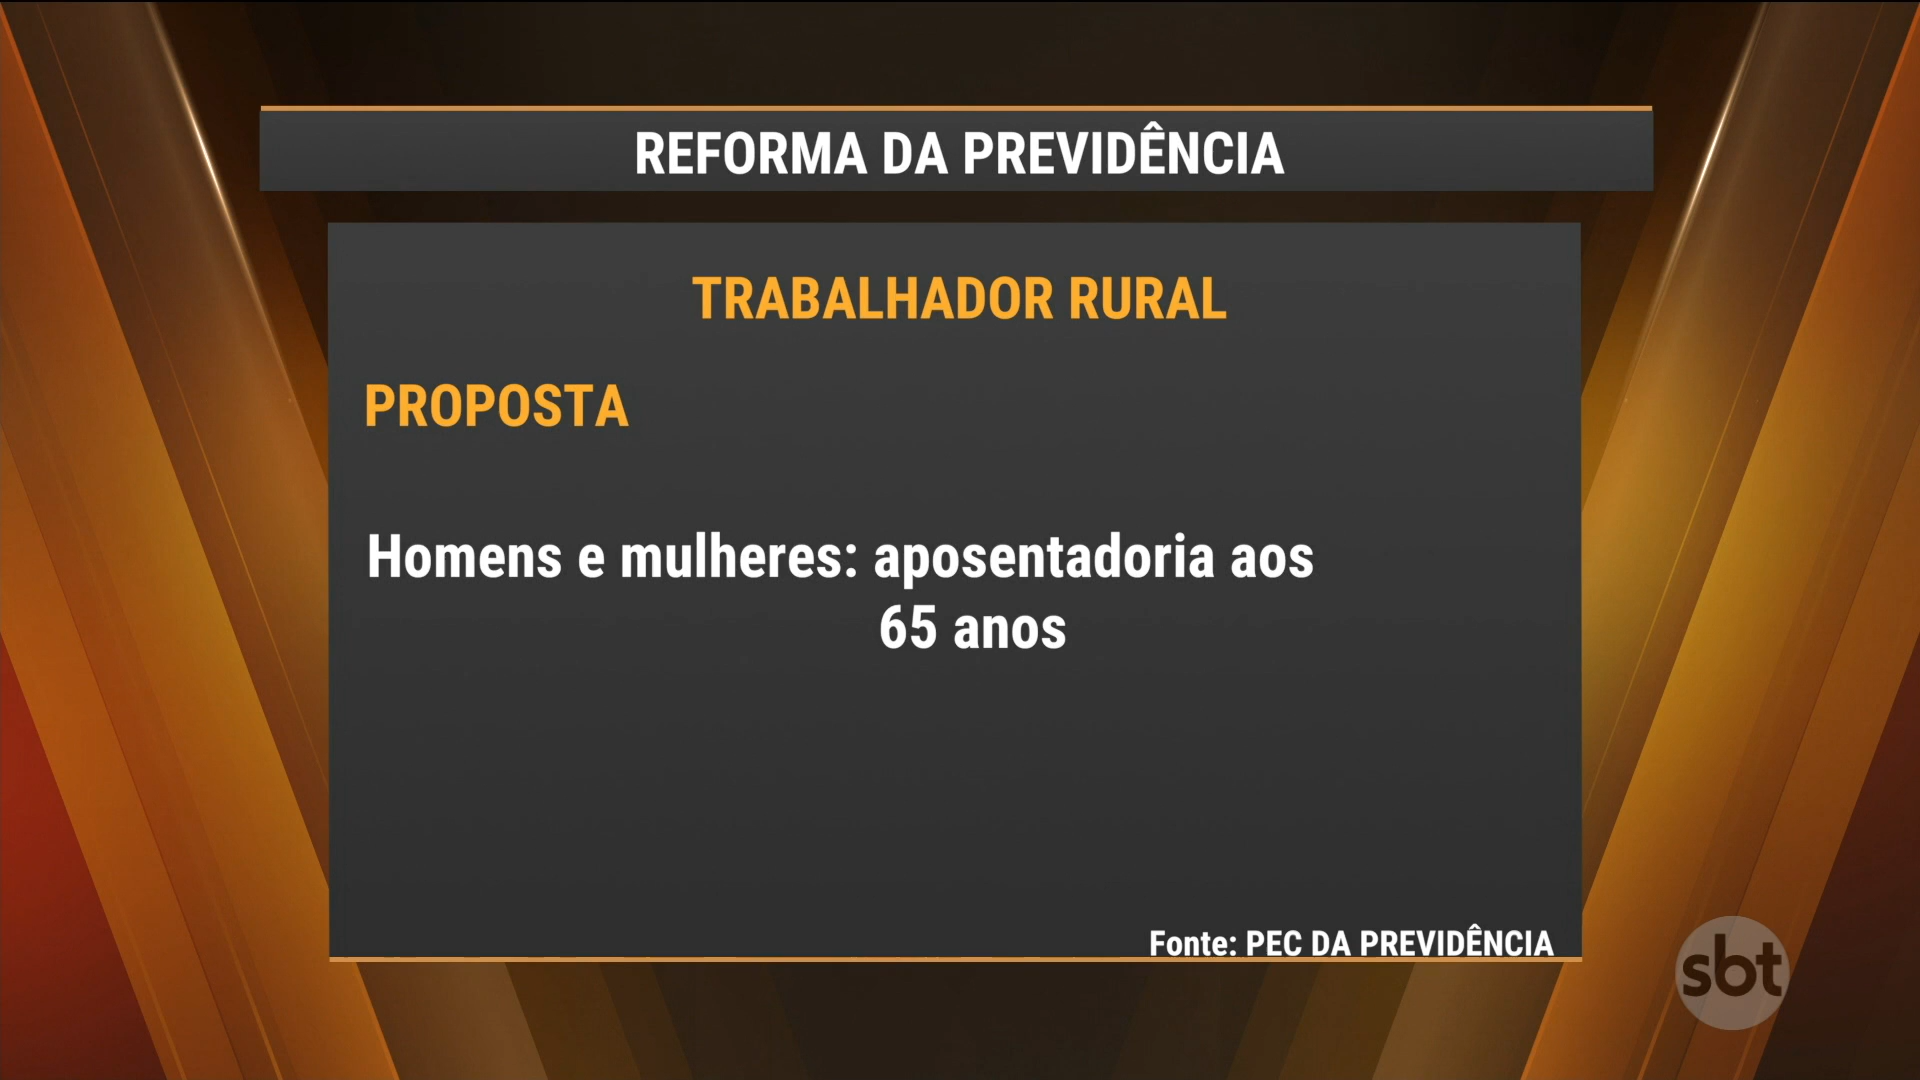 REFORMA DA PREVIDÊNCIA
TRABALHADOR RURAL
PROPOSTA
Homens e mulheres: aposentadoria aos
65 anos
Fonte: PEC DA PREVIDÊNCIA
sbt